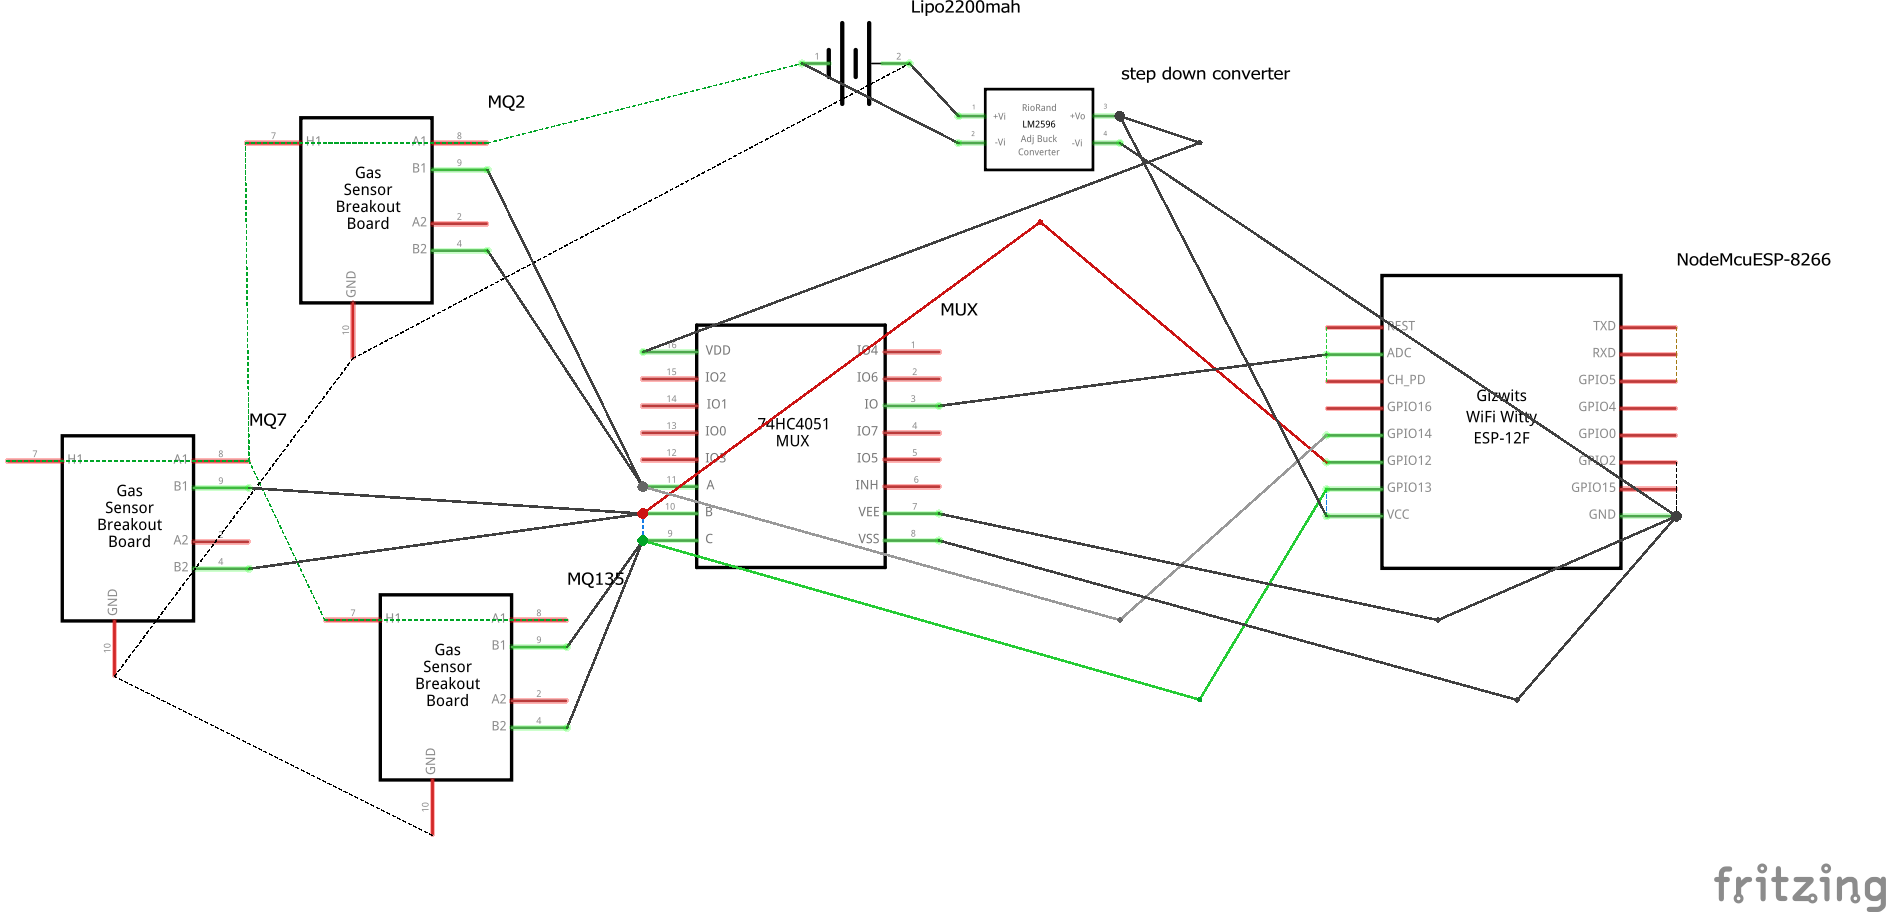 Lipo2200mah
1
2
step down converter
RioRand
LM2596
Adj Buck
Converter
1
+Vi
2
-Vi
3
+Vo
4
-Vi
MQ2
7
H1
A1
8
B1
9
A2
2
B2
4
Gas
Sensor
Breakout
Board
GND
10
MQ7
7
H1
A1
8
B1
9
A2
2
B2
4
Gas
Sensor
Breakout
Board
GND
10
MQ135
7
H1
A1
8
B1
9
A2
2
B2
4
Gas
Sensor
Breakout
Board
GND
10
MUX
74HC4051
MUX
16
VDD
15
IO2
14
IO1
13
IO0
12
IO3
11
A
10
B
9
C
IO4
1
IO6
2
IO
3
IO7
4
IO5
5
INH
6
VEE
7
VSS
8
NodeMcuESP-8266
Gizwits
WiFi Witty
ESP-12F
REST
ADC
CH_PD
GPIO16
GPIO14
GPIO12
GPIO13
VCC
TXD
RXD
GPIO5
GPIO4
GPIO0
GPIO2
GPIO15
GND
fritzing